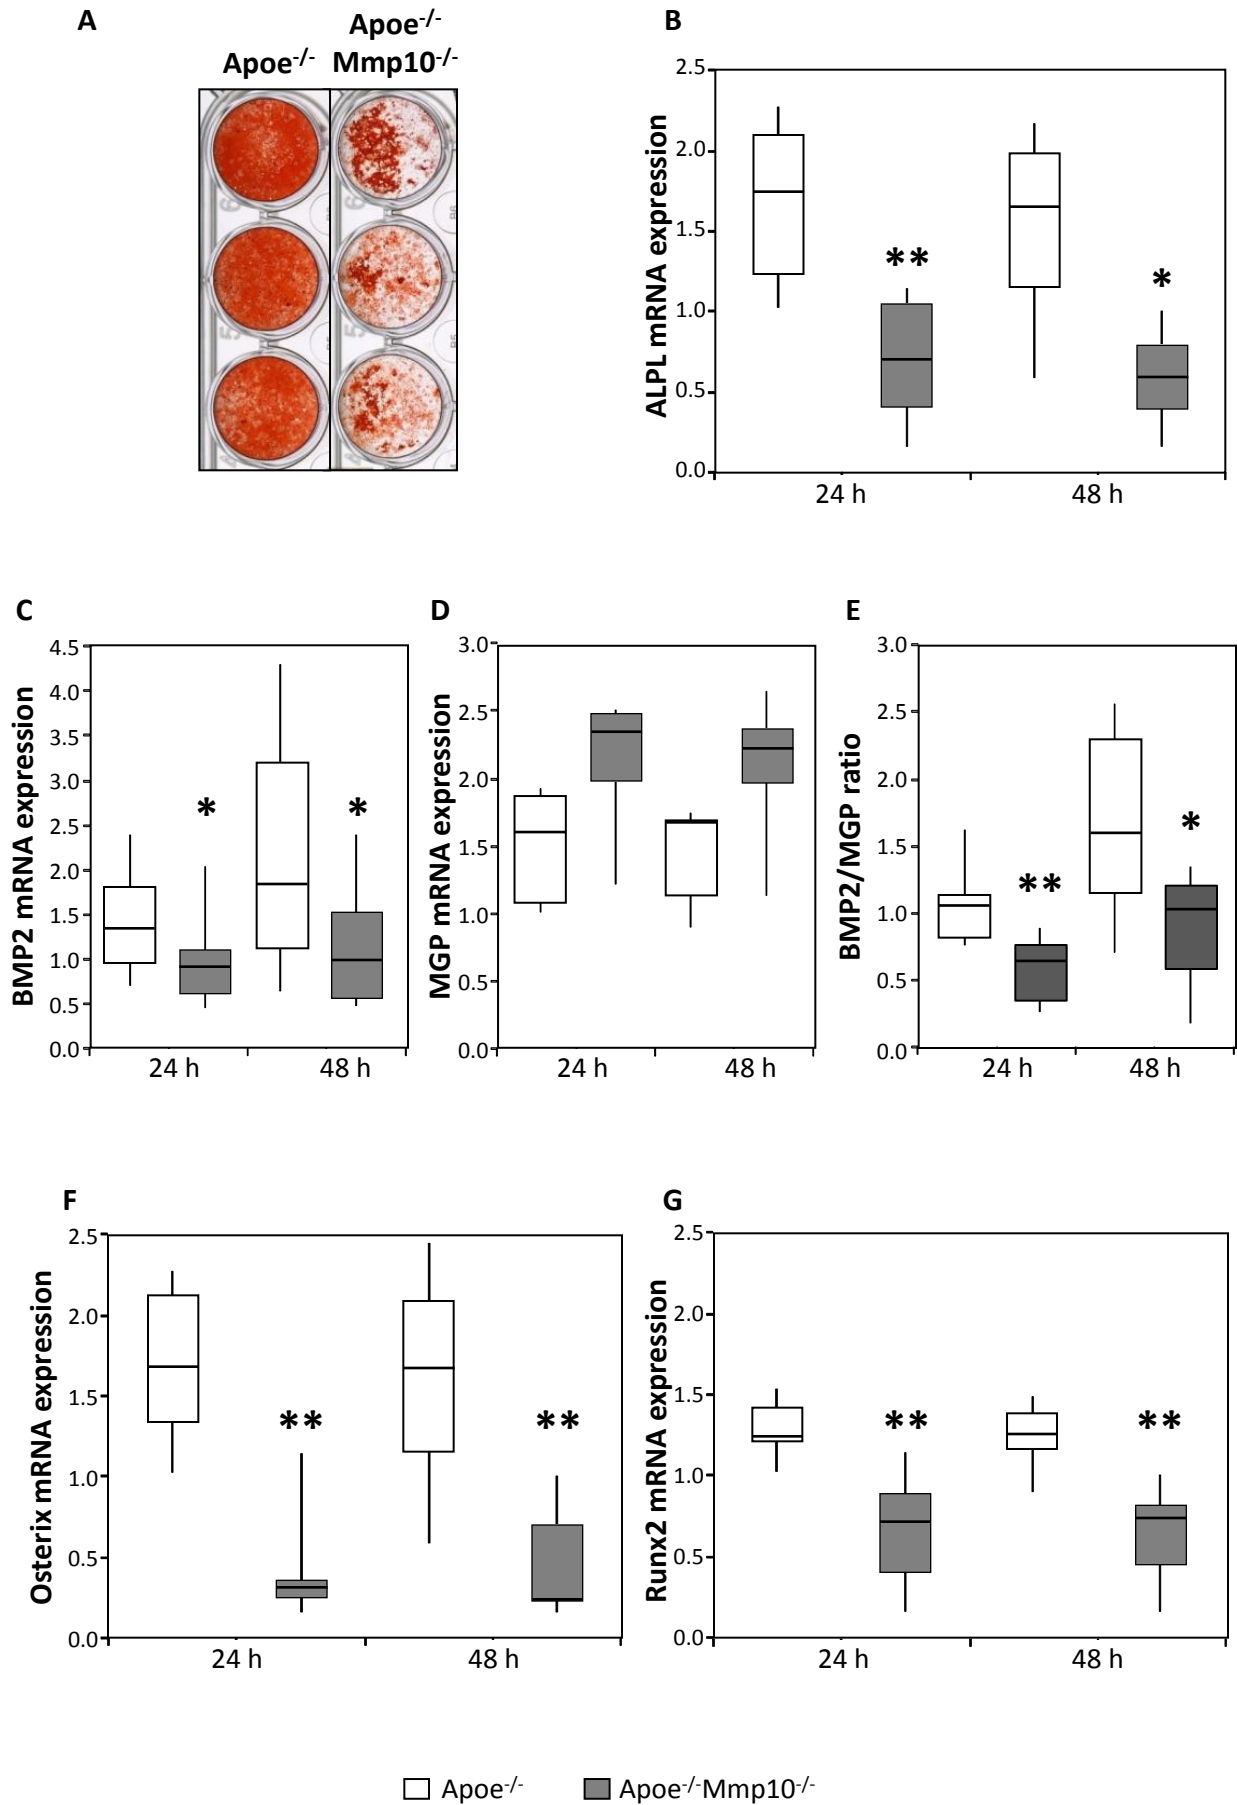 A
Apoe-/-
Apoe-/-
Mmp10-/-
B
ALPL mRNA expression
2.5
2.0
1.5
1.0
0.5
0.0
**
*
24 h
48 h
C
BMP2 mRNA expression
4.5
4.0
3.5
3.0
2.5
2.0
1.5
1.0
0.5
0.0
*
*
24 h
48 h
D
MGP mRNA expression
3.0
2.5
2.0
1.5
1.0
0.5
0.0
24 h
48 h
E
BMP2/MGP ratio
3.0
2.5
2.0
1.5
1.0
0.5
0.0
**
*
24 h
48 h
F
Osterix mRNA expression
2.5
2.0
1.5
1.0
0.5
0.0
**
**
24 h
48 h
G
Runx2 mRNA expression
2.5
2.0
1.5
1.0
0.5
0.0
**
**
24 h
48 h
Apoe-/-
Apoe-/-Mmp10-/-